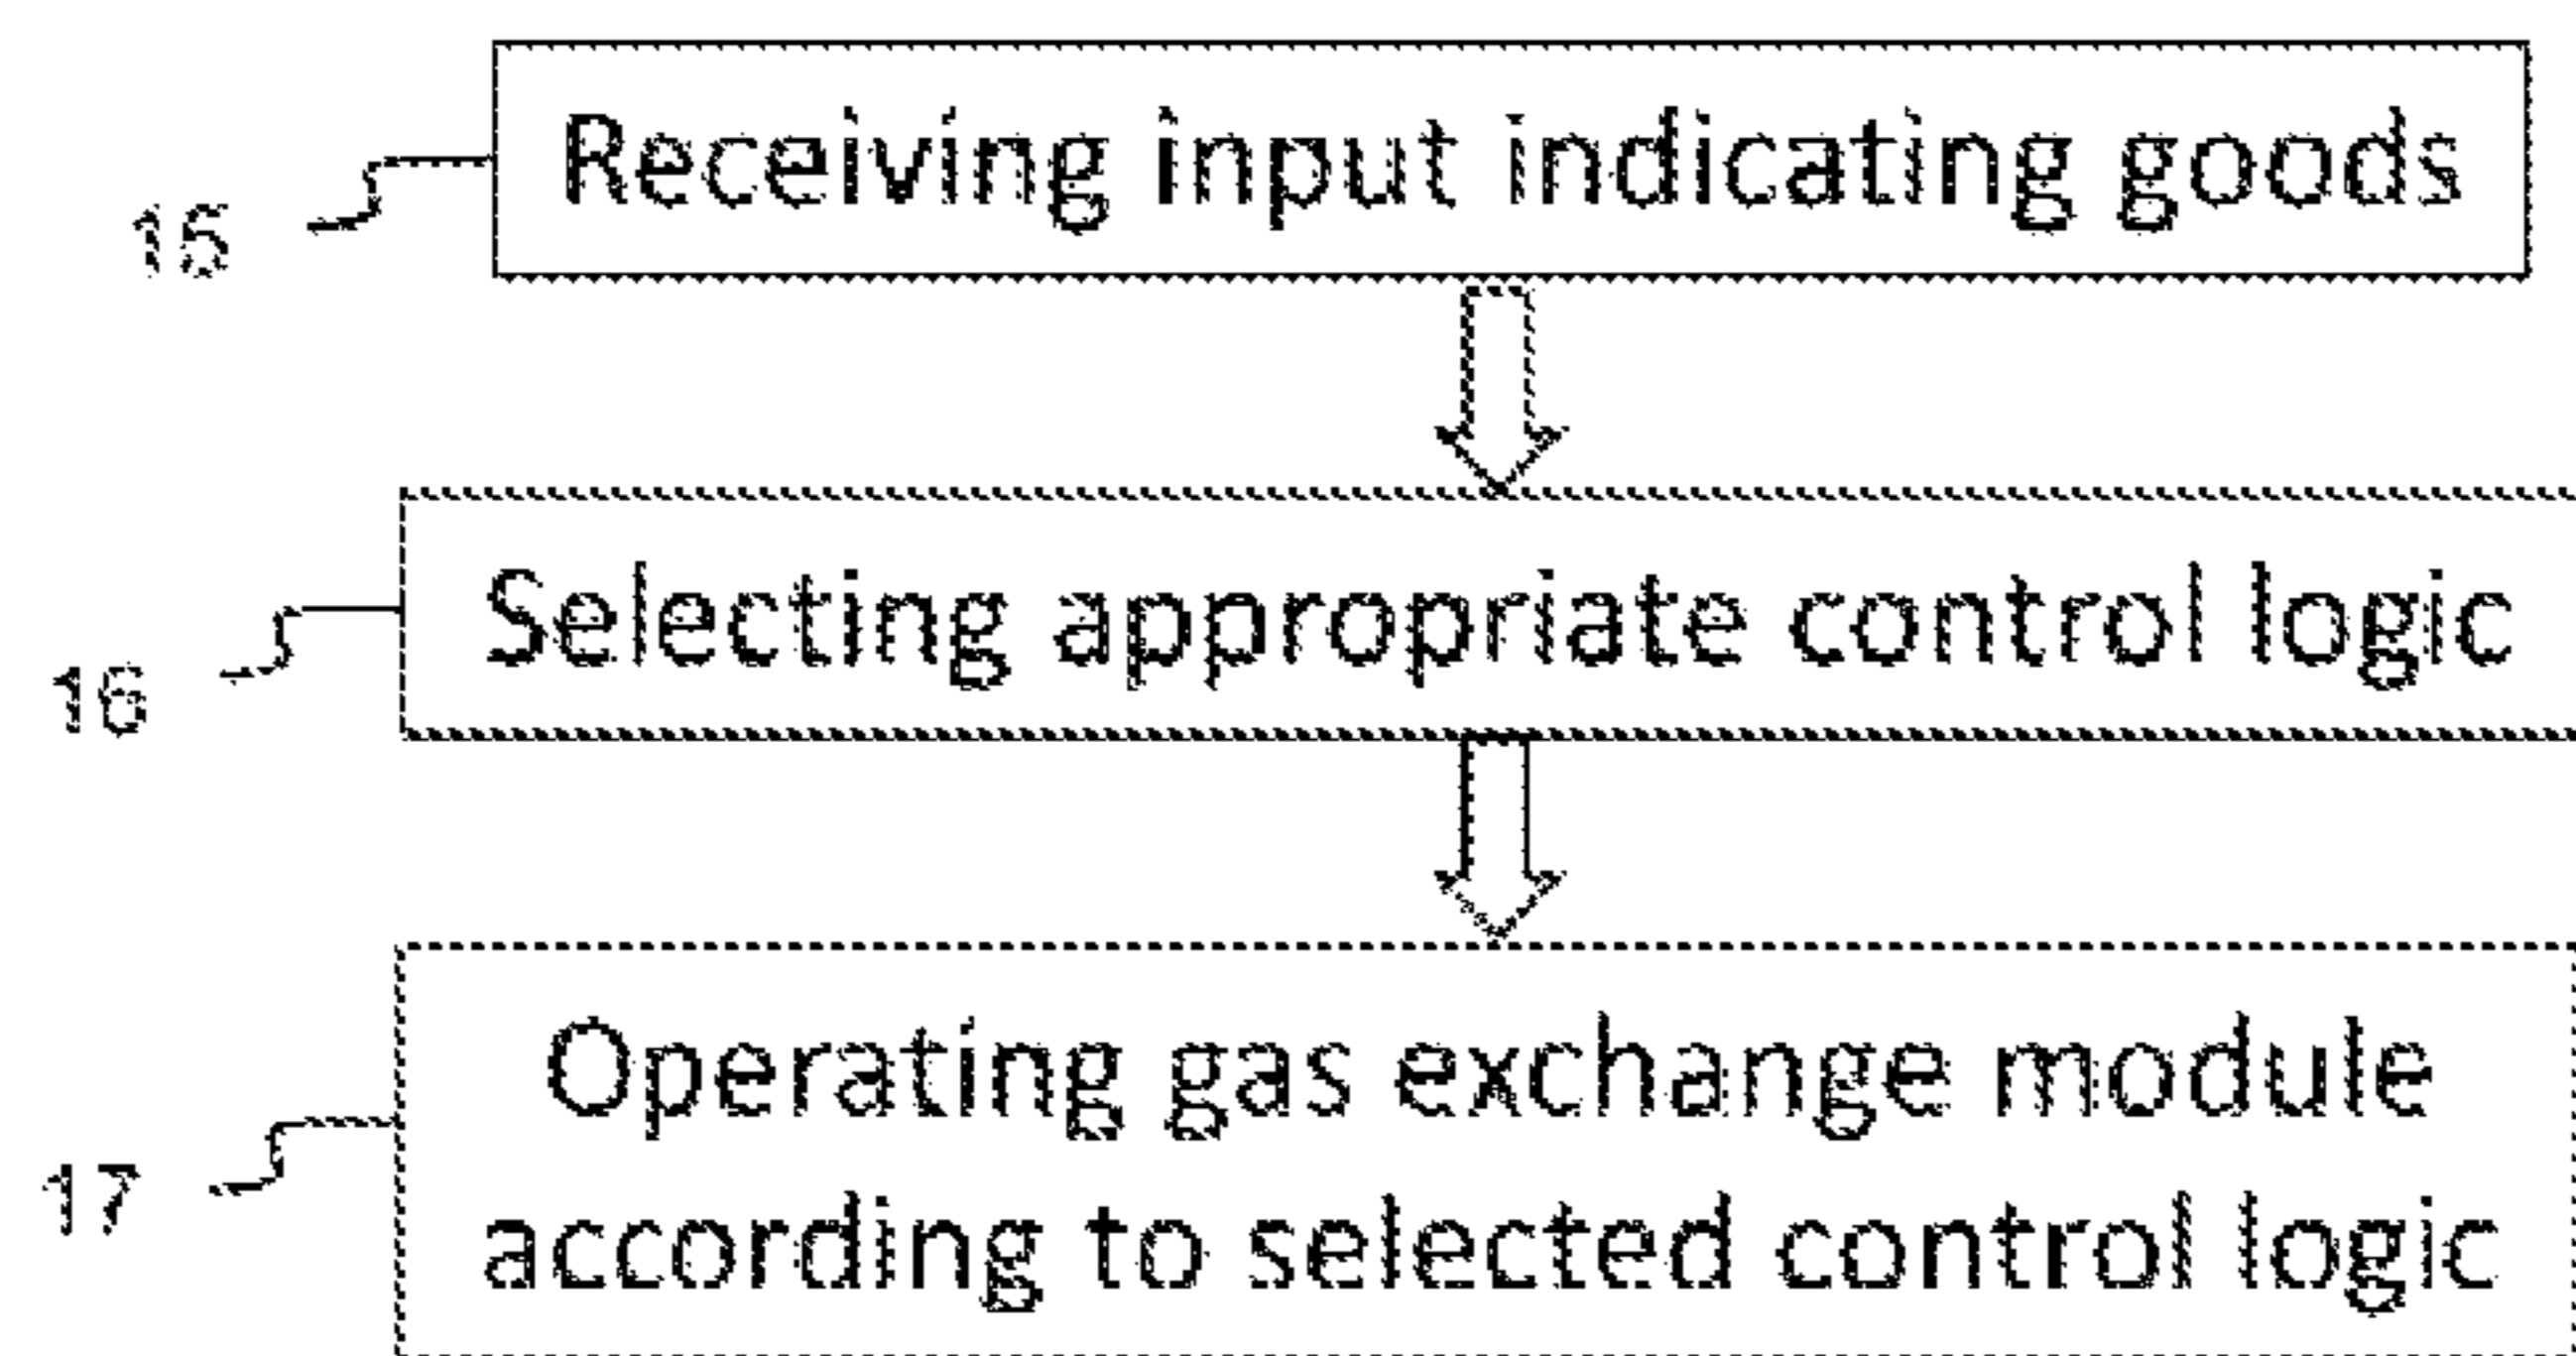 Receiving input indicating goods
15
Selecting appropriate control logic
16
Operating gas exchange module
17
according to selected control logic